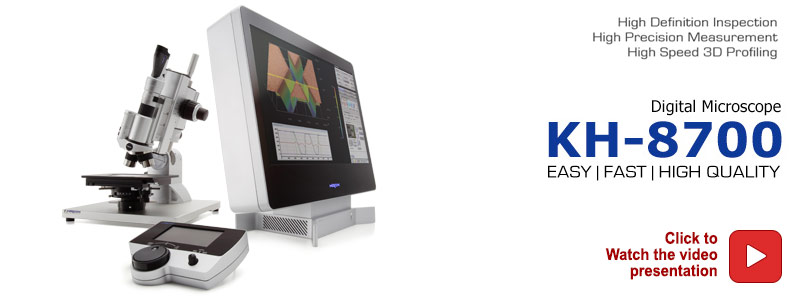 High Definition Inspection
High Precision Measurement
High Speed 3D Profiling
Digital Microscope
KH-8700
EASY | FAST | HIGH QUALITY
Click to
Watch the video
presentation